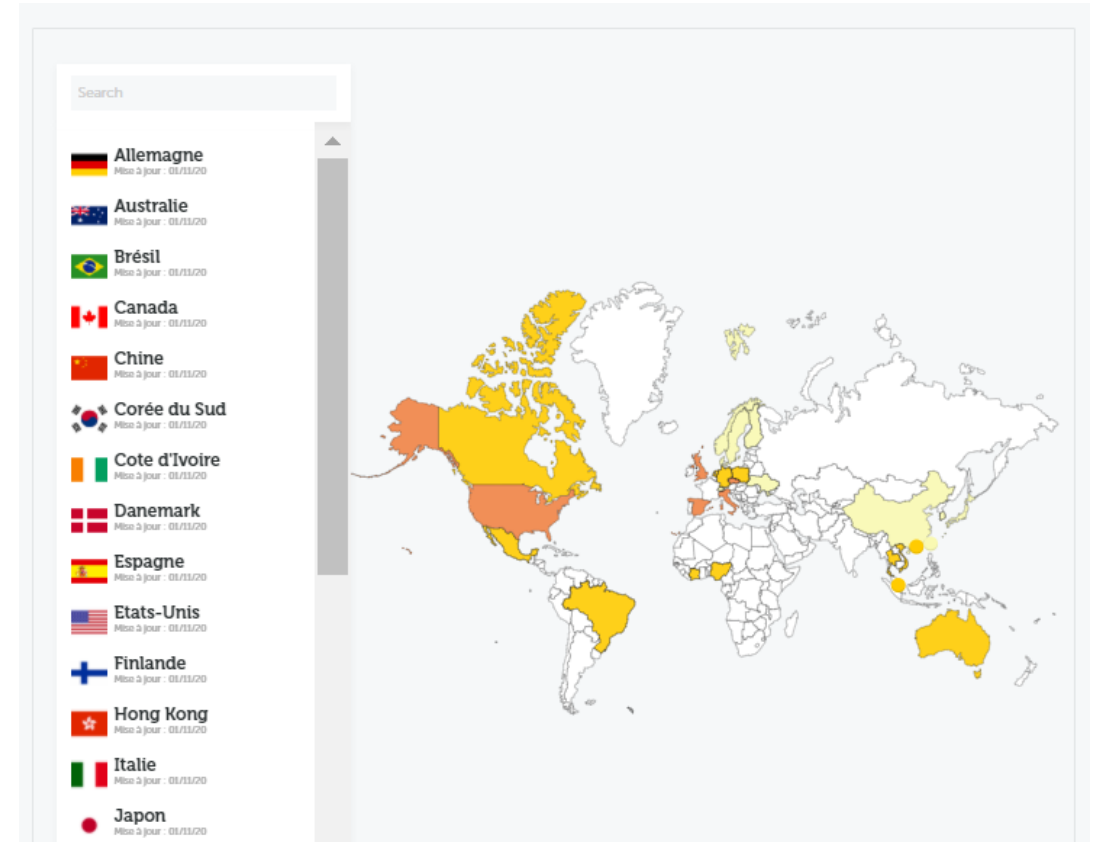 Search
Allemagne
Mise à jour : 01/11/20
Australie
Mise à jour : 01/11/20
Brésil
Mise à jour : 01/11/20
Canada
Mise à jour : 01/11/20
Chine
Mise à jour : 01/11/20
Corée du Sud
Mise à jour : 01/11/20
Cote d'Ivoire
Mise à jour : 01/11/20
Danemark
Mise à jour : 01/11/20
Espagne
Mise à jour : 01/11/20
Etats-Unis
Mise à jour : 01/11/20
Finlande
Mise à jour : 01/11/20
Hong Kong
Mise à jour : 01/11/20
Italie
Mise à jour : 01/11/20
Japon
Mise à jour : 01/11/20